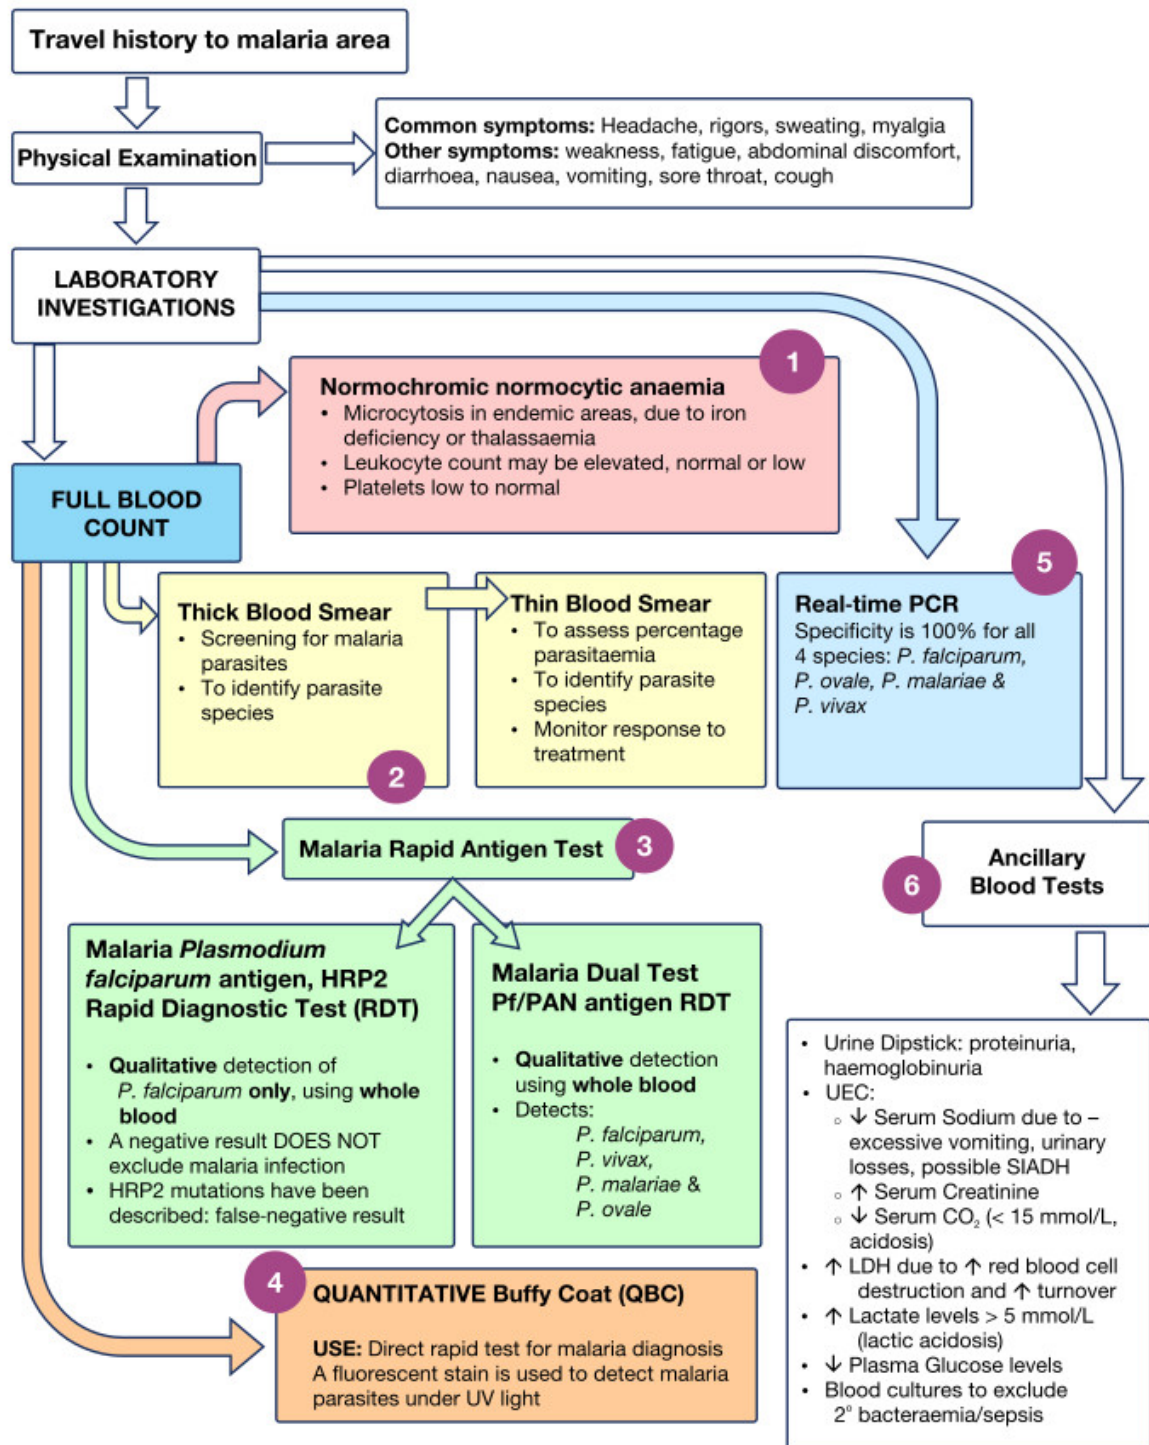 Travel history to malaria area
Physical Examination
Common symptoms: Headache, rigors, sweating, myalgia
Other symptoms: weakness, fatigue, abdominal discomfort,
diarrhoea, nausea, vomiting, sore throat, cough
LABORATORY
INVESTIGATIONS
1
Normochromic normocytic anaemia
• Microcytosis in endemic areas, due to iron
deficiency or thalassaemia
• Leukocyte count may be elevated, normal or low
• Platelets low to normal
FULL BLOOD
COUNT
Thick Blood Smear
• Screening for malaria
parasites
• To identify parasite
species
2
Thin Blood Smear
• To assess percentage
parasitaemia
• To identify parasite
species
• Monitor response to
treatment
5
Real-time PCR
Specificity is 100% for all
4 species: P. falciparum,
P. ovale, P. malariae &
P. vivax
Malaria Rapid Antigen Test
3
6
Ancillary
Blood Tests
Malaria Plasmodium
falciparum antigen, HRP2
Rapid Diagnostic Test (RDT)
• Qualitative detection of
P. falciparum only, using whole
blood
• A negative result DOES NOT
exclude malaria infection
• HRP2 mutations have been
described: false-negative result
Malaria Dual Test
Pf/PAN antigen RDT
• Qualitative detection
using whole blood
• Detects:
P. falciparum,
P. vivax,
P. malariae &
P. ovale
• Urine Dipstick: proteinuria,
haemoglobinuria
• UEC:
◦ ↓ Serum Sodium due to –
excessive vomiting, urinary
losses, possible SIADH
◦ ↑ Serum Creatinine
◦ ↓ Serum CO₂ (< 15 mmol/L,
acidosis)
• ↑ LDH due to ↑ red blood cell
destruction and ↑ turnover
• ↑ Lactate levels > 5 mmol/L
(lactic acidosis)
• ↓ Plasma Glucose levels
• Blood cultures to exclude
2° bacteraemia/sepsis
4
QUANTITATIVE Buffy Coat (QBC)
USE: Direct rapid test for malaria diagnosis
A fluorescent stain is used to detect malaria
parasites under UV light